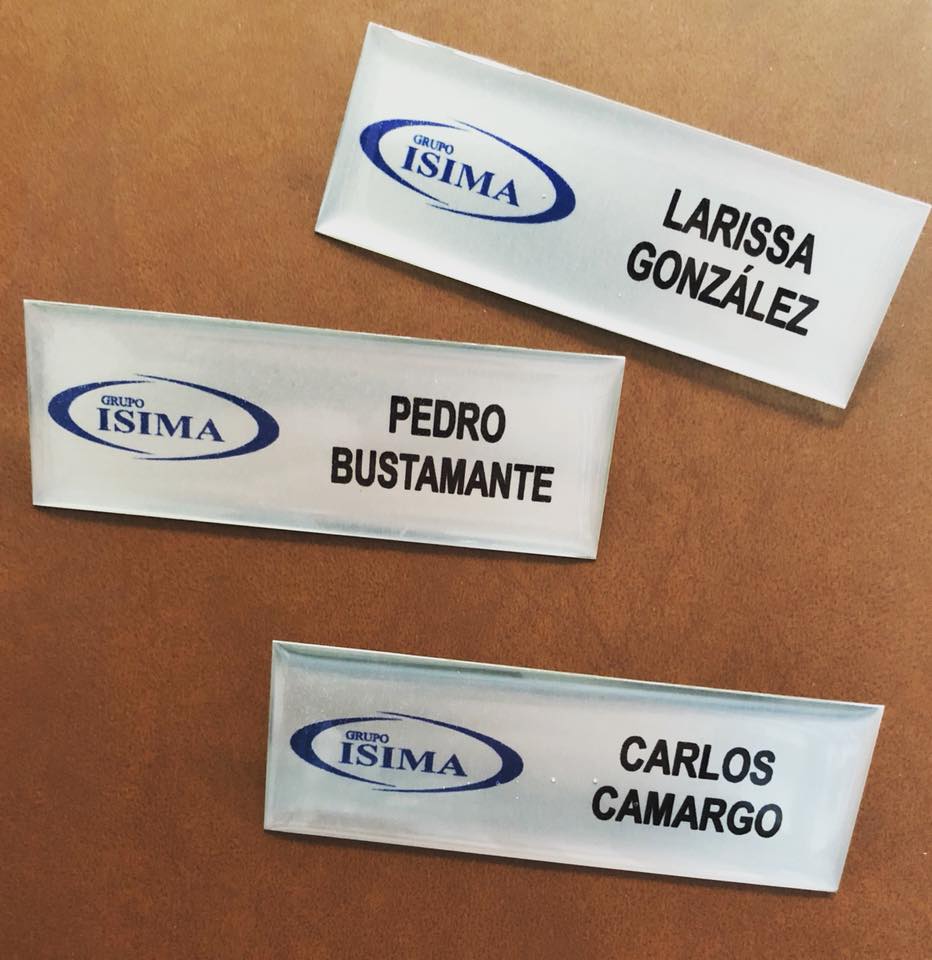 GRUPO
ISIMA
LARISSA
GONZÁLEZ
GRUPO
ISIMA
PEDRO
BUSTAMANTE
GRUPO
ISIMA
CARLOS
CAMARGO